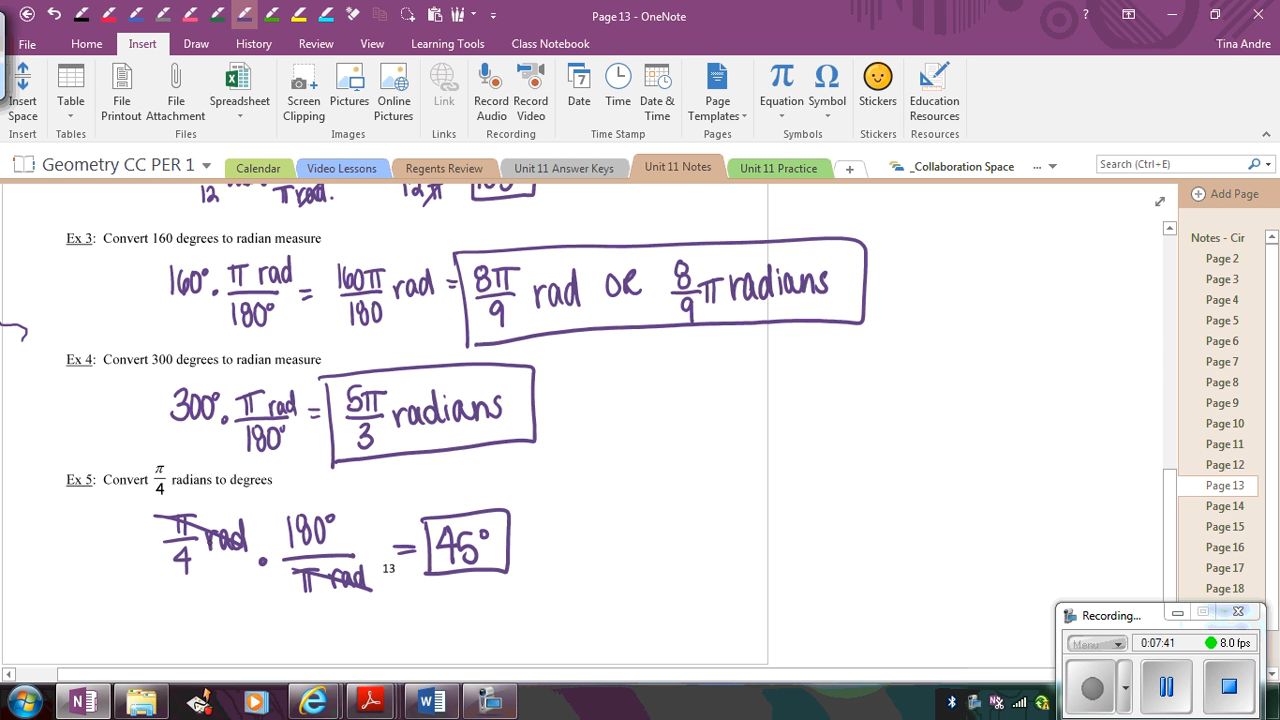 Page 13 - OneNote
?
File Home Insert Draw History Review View Learning Tools Class Notebook
Tina Andre
Insert Space
Table
File Printout
File Attachment
Spreadsheet
Screen Clipping
Pictures
Online Pictures
Link
Record Audio
Record Video
Date
Time
Date & Time
Page Templates
Equation
Symbol
Stickers
Education Resources
Insert Tables Files Images Links Recording Time Stamp Pages Symbols Stickers Resources
Geometry CC PER 1
Calendar Video Lessons Regents Review Unit 11 Answer Keys Unit 11 Notes Unit 11 Practice + _Collaboration Space ...
Search (Ctrl+E)
Add Page
12 π rad. 12π
Ex 3: Convert 160 degrees to radian measure
160° · π rad/180° = 160π/180 rad = 8π/9 rad OR 8/9 π radians
Ex 4: Convert 300 degrees to radian measure
300° · π rad/180° = 5π/3 radians
Ex 5: Convert π/4 radians to degrees
π/4 rad · 180°/π rad = 45°
13
Notes - Cir
Page 2
Page 3
Page 4
Page 5
Page 6
Page 7
Page 8
Page 9
Page 10
Page 11
Page 12
Page 13
Page 14
Page 15
Page 16
Page 17
Page 18
Recording...
Menu 0:07:41 8.0 fps